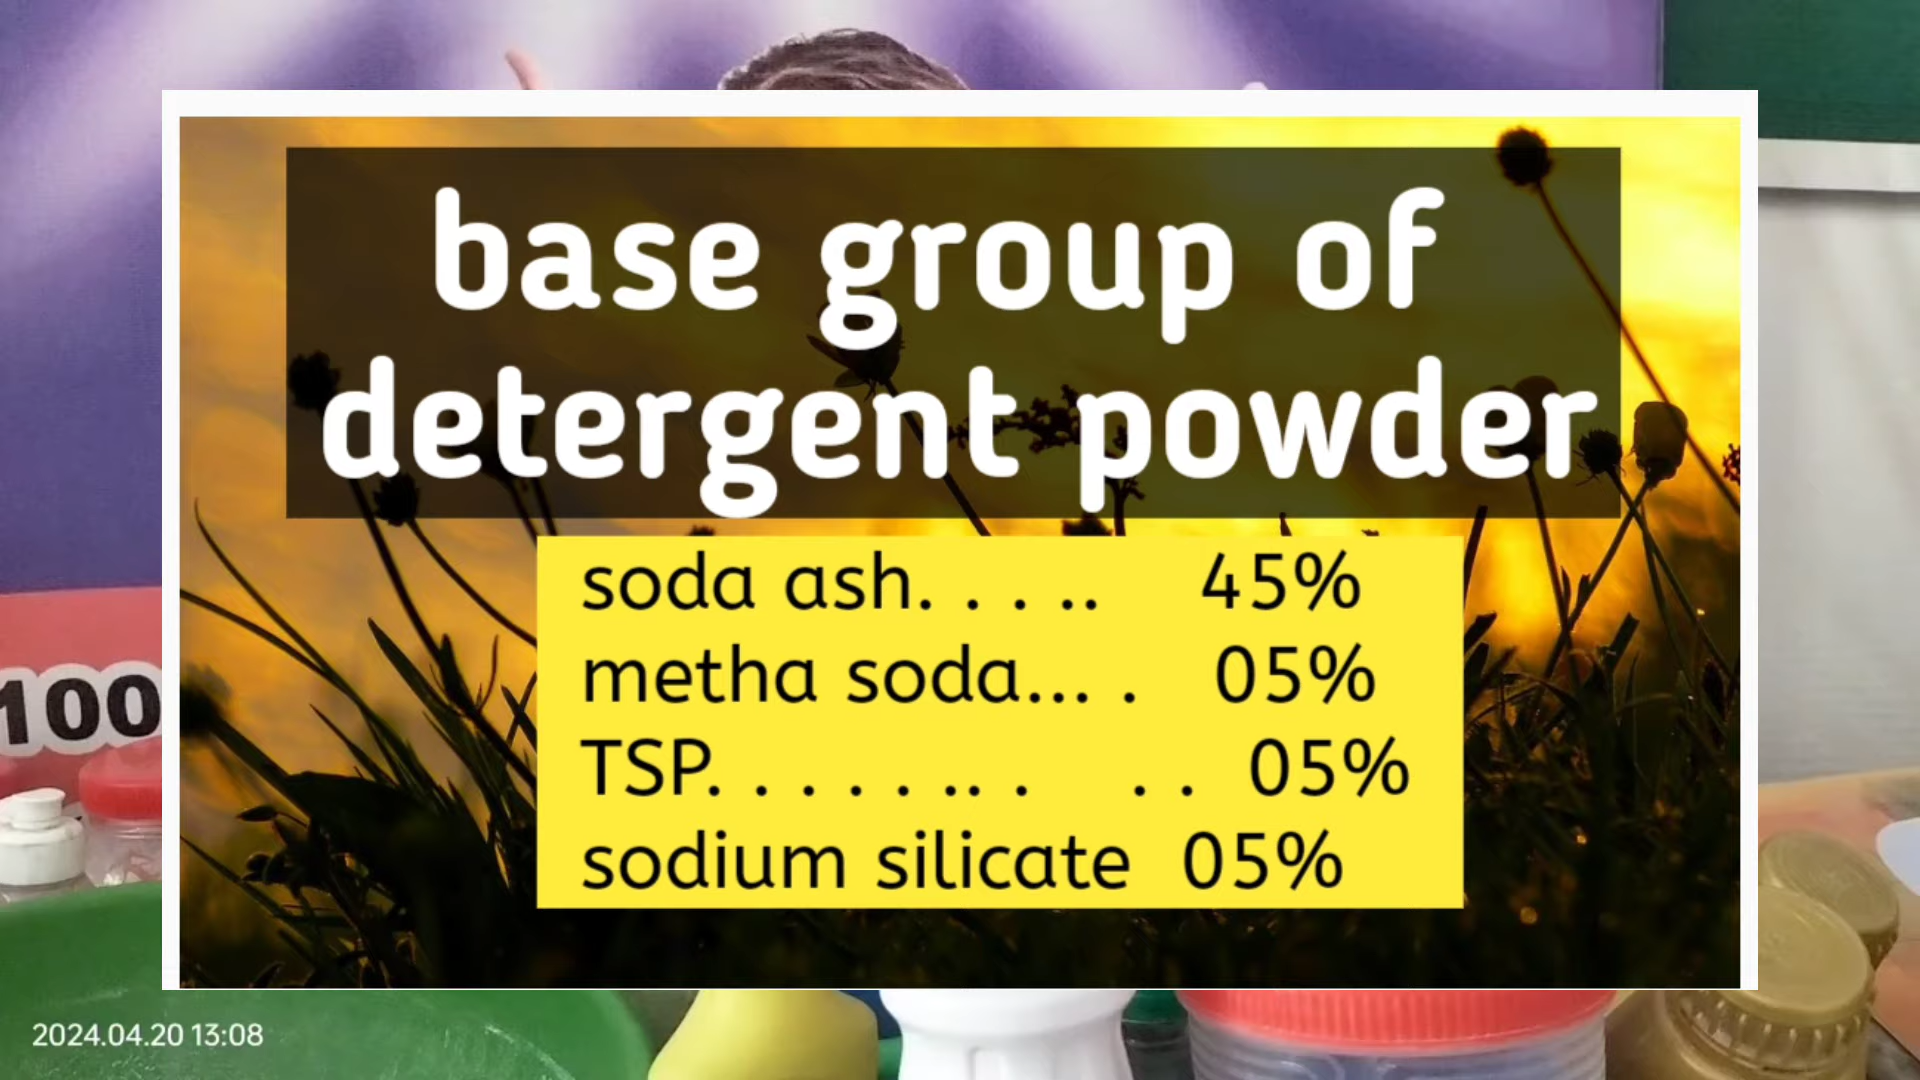 base group of
detergent powder
soda ash. . . . ..   45%
metha soda... .   05%
TSP. . . . . .. .   . .  05%
sodium silicate  05%
100
2024.04.20 13:08